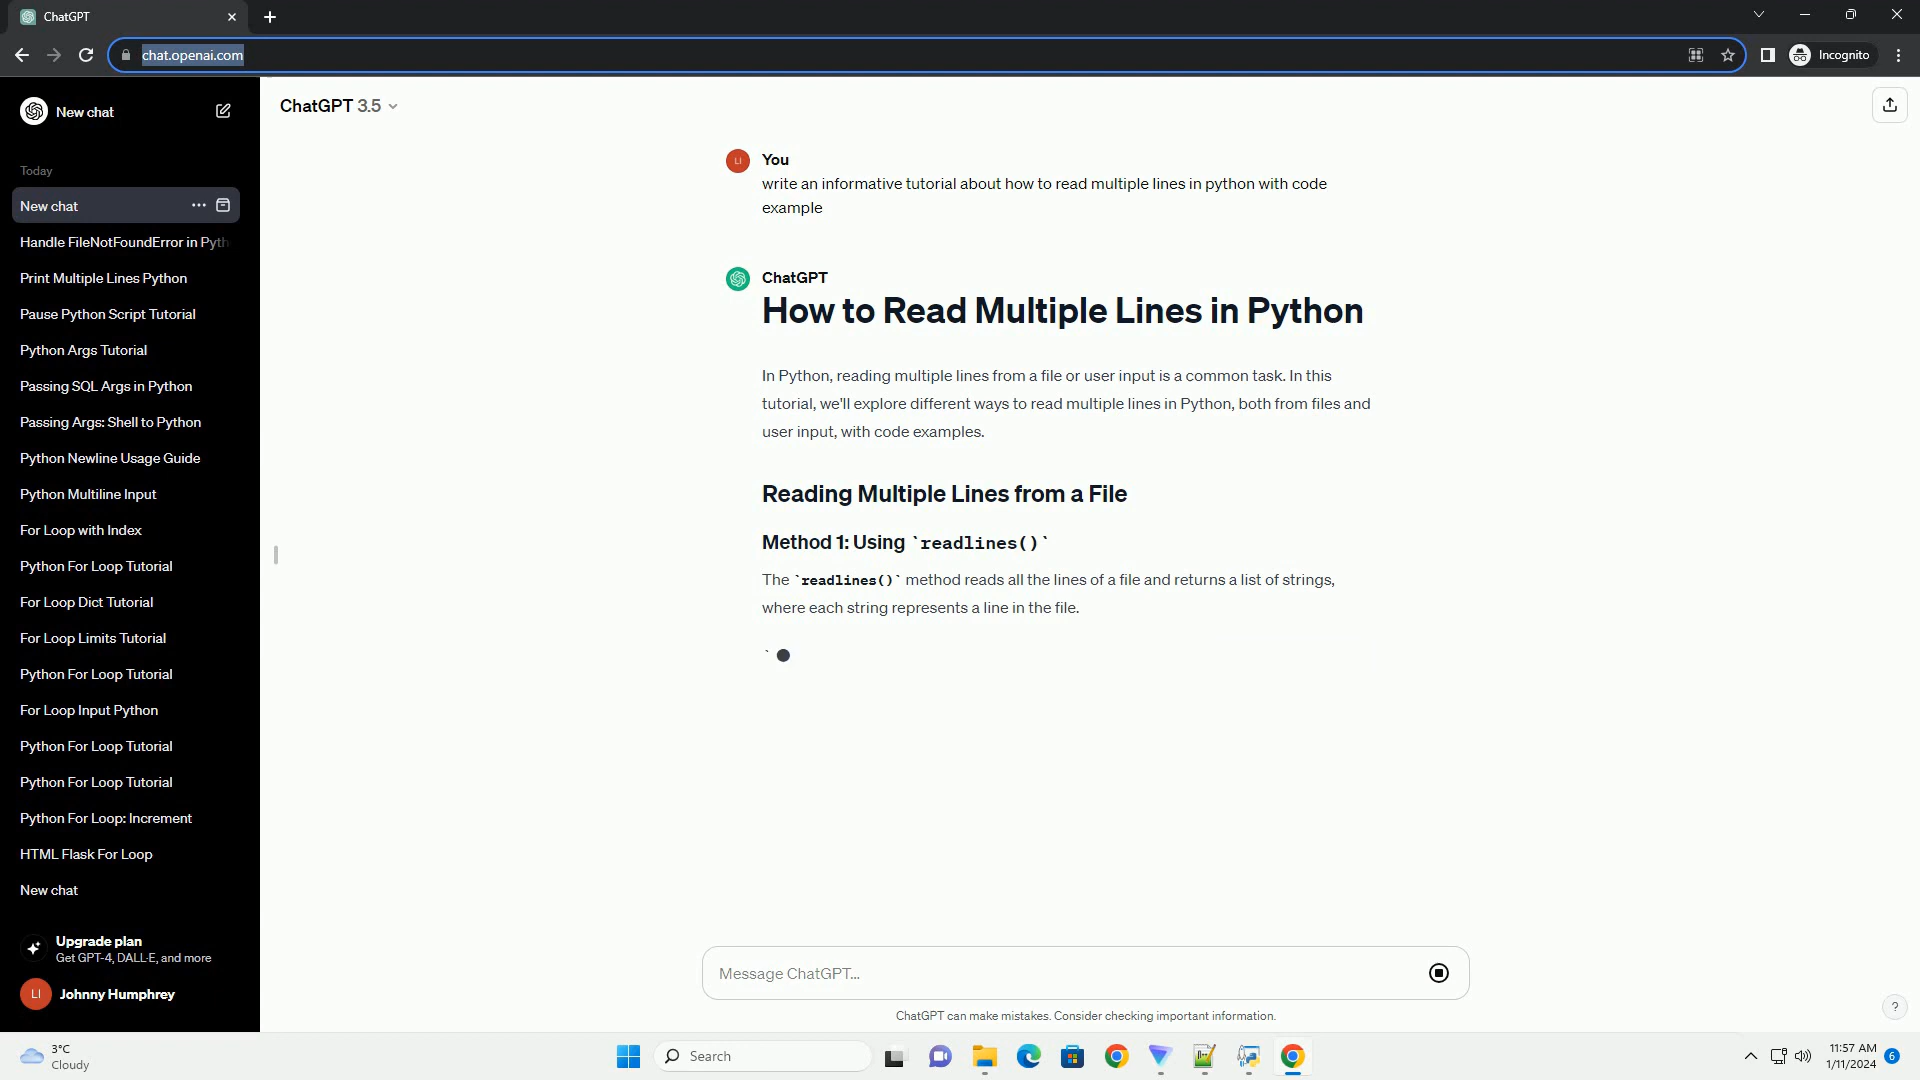 ChatGPT
chat.openai.com
Incognito
New chat
Today
New chat
Handle FileNotFoundError in Pyth
Print Multiple Lines Python
Pause Python Script Tutorial
Python Args Tutorial
Passing SQL Args in Python
Passing Args: Shell to Python
Python Newline Usage Guide
Python Multiline Input
For Loop with Index
Python For Loop Tutorial
For Loop Dict Tutorial
For Loop Limits Tutorial
Python For Loop Tutorial
For Loop Input Python
Python For Loop Tutorial
Python For Loop Tutorial
Python For Loop: Increment
HTML Flask For Loop
New chat
Upgrade plan
Get GPT-4, DALL·E, and more
LI Johnny Humphrey
ChatGPT 3.5
LI You
write an informative tutorial about how to read multiple lines in python with code
example
ChatGPT
How to Read Multiple Lines in Python
In Python, reading multiple lines from a file or user input is a common task. In this
tutorial, we'll explore different ways to read multiple lines in Python, both from files and
user input, with code examples.
Reading Multiple Lines from a File
Method 1: Using `readlines()`
The `readlines()` method reads all the lines of a file and returns a list of strings,
where each string represents a line in the file.
`
Message ChatGPT...
ChatGPT can make mistakes. Consider checking important information.
?
3°C
Cloudy
Search
11:57 AM
1/11/2024
6